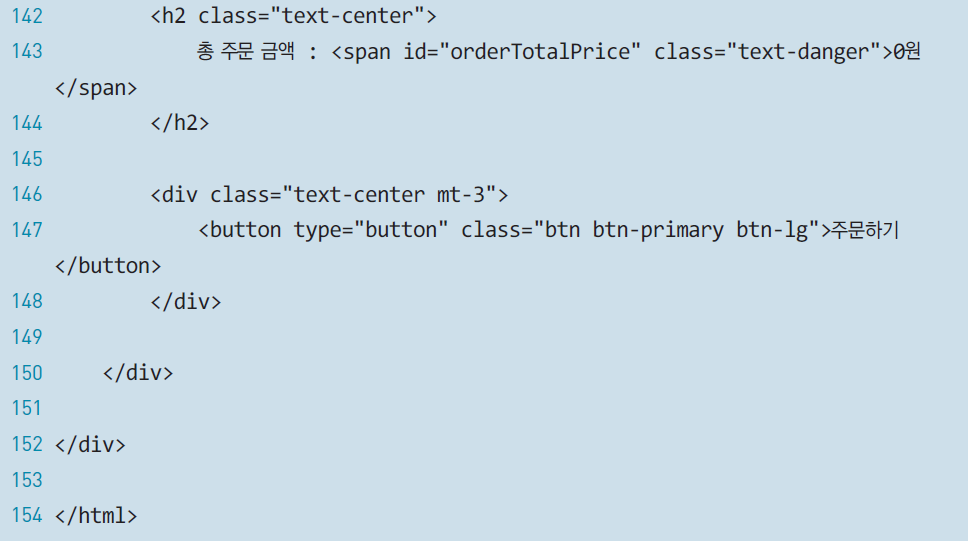 142         <h2 class="text-center">
143             총 주문 금액 : <span id="orderTotalPrice" class="text-danger">0원
</span>
144         </h2>
145
146         <div class="text-center mt-3">
147             <button type="button" class="btn btn-primary btn-lg">주문하기
</button>
148         </div>
149
150     </div>
151
152 </div>
153
154 </html>